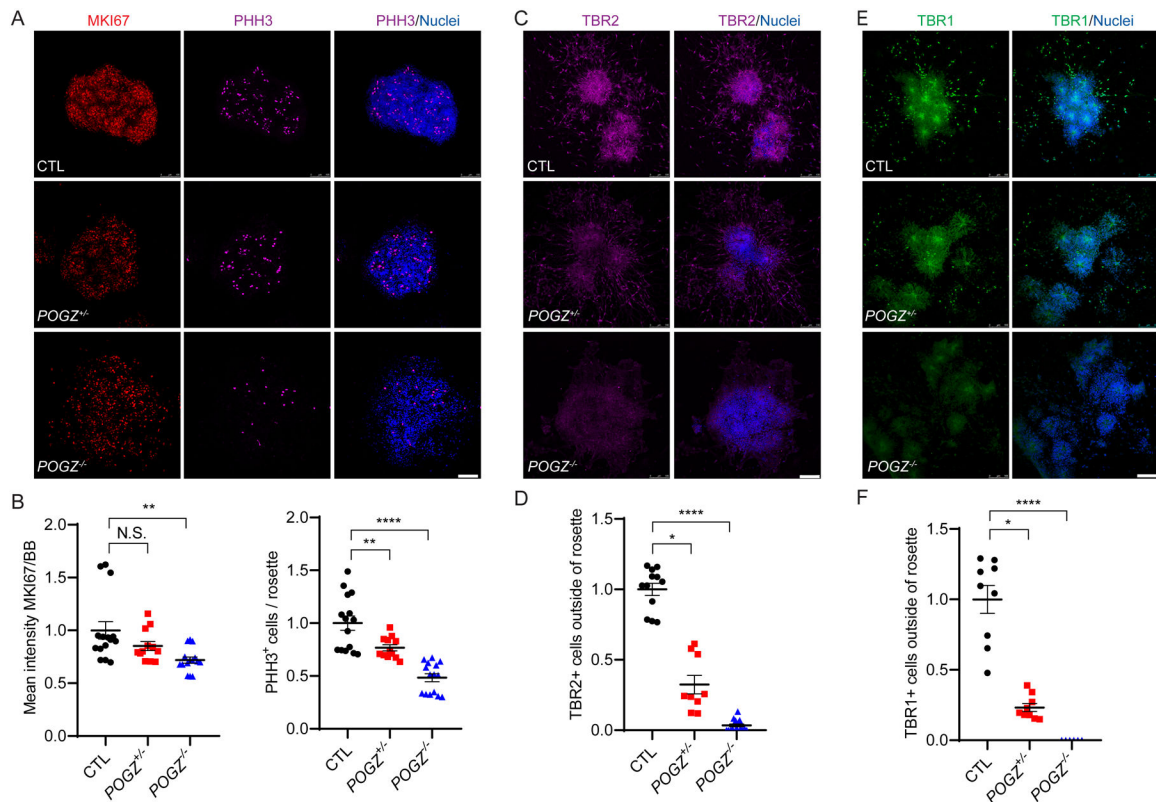 A
MKI67
PHH3
PHH3/Nuclei
CTL
POGZ+/-
POGZ-/-
B
Mean intensity MKI67/BB
2.0
1.5
1.0
0.5
0.0
N.S.
**
CTL
POGZ+/-
POGZ-/-
PHH3+ cells / rosette
2.0
1.5
1.0
0.5
0.0
**
****
CTL
POGZ+/-
POGZ-/-
C
TBR2
TBR2/Nuclei
CTL
POGZ+/-
POGZ-/-
D
TBR2+ cells outside of rosette
1.5
1.0
0.5
0.0
*
****
CTL
POGZ+/-
POGZ-/-
E
TBR1
TBR1/Nuclei
CTL
POGZ+/-
POGZ-/-
F
TBR1+ cells outside of rosette
1.5
1.0
0.5
0.0
*
****
CTL
POGZ+/-
POGZ-/-